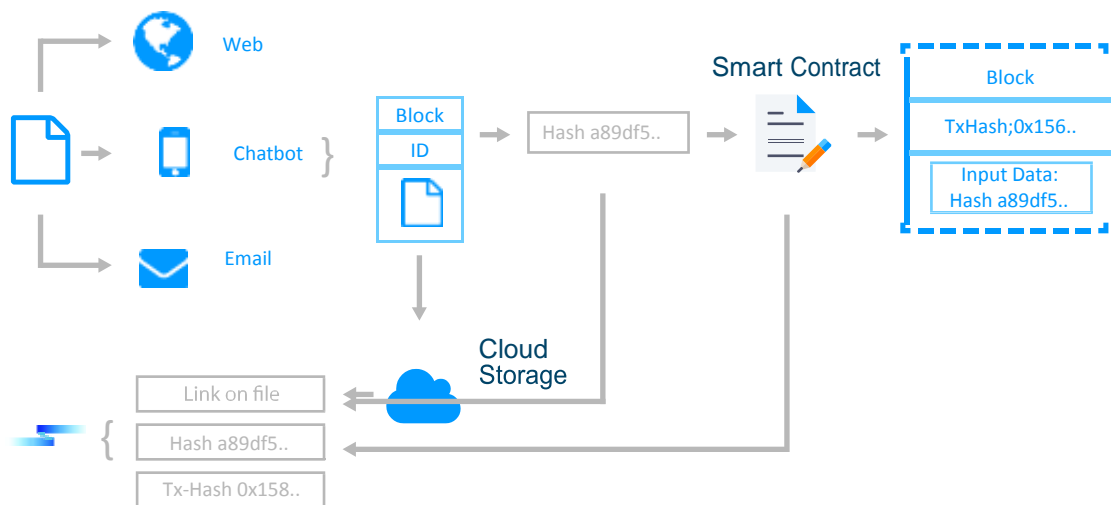 Web
Smart Contract
Block
Block
Hash a89df5..
TxHash;0x156..
Chatbot
ID
Input Data:
Hash a89df5..
Email
Cloud
Storage
Link on file
Hash a89df5..
Tx-Hash 0x158..